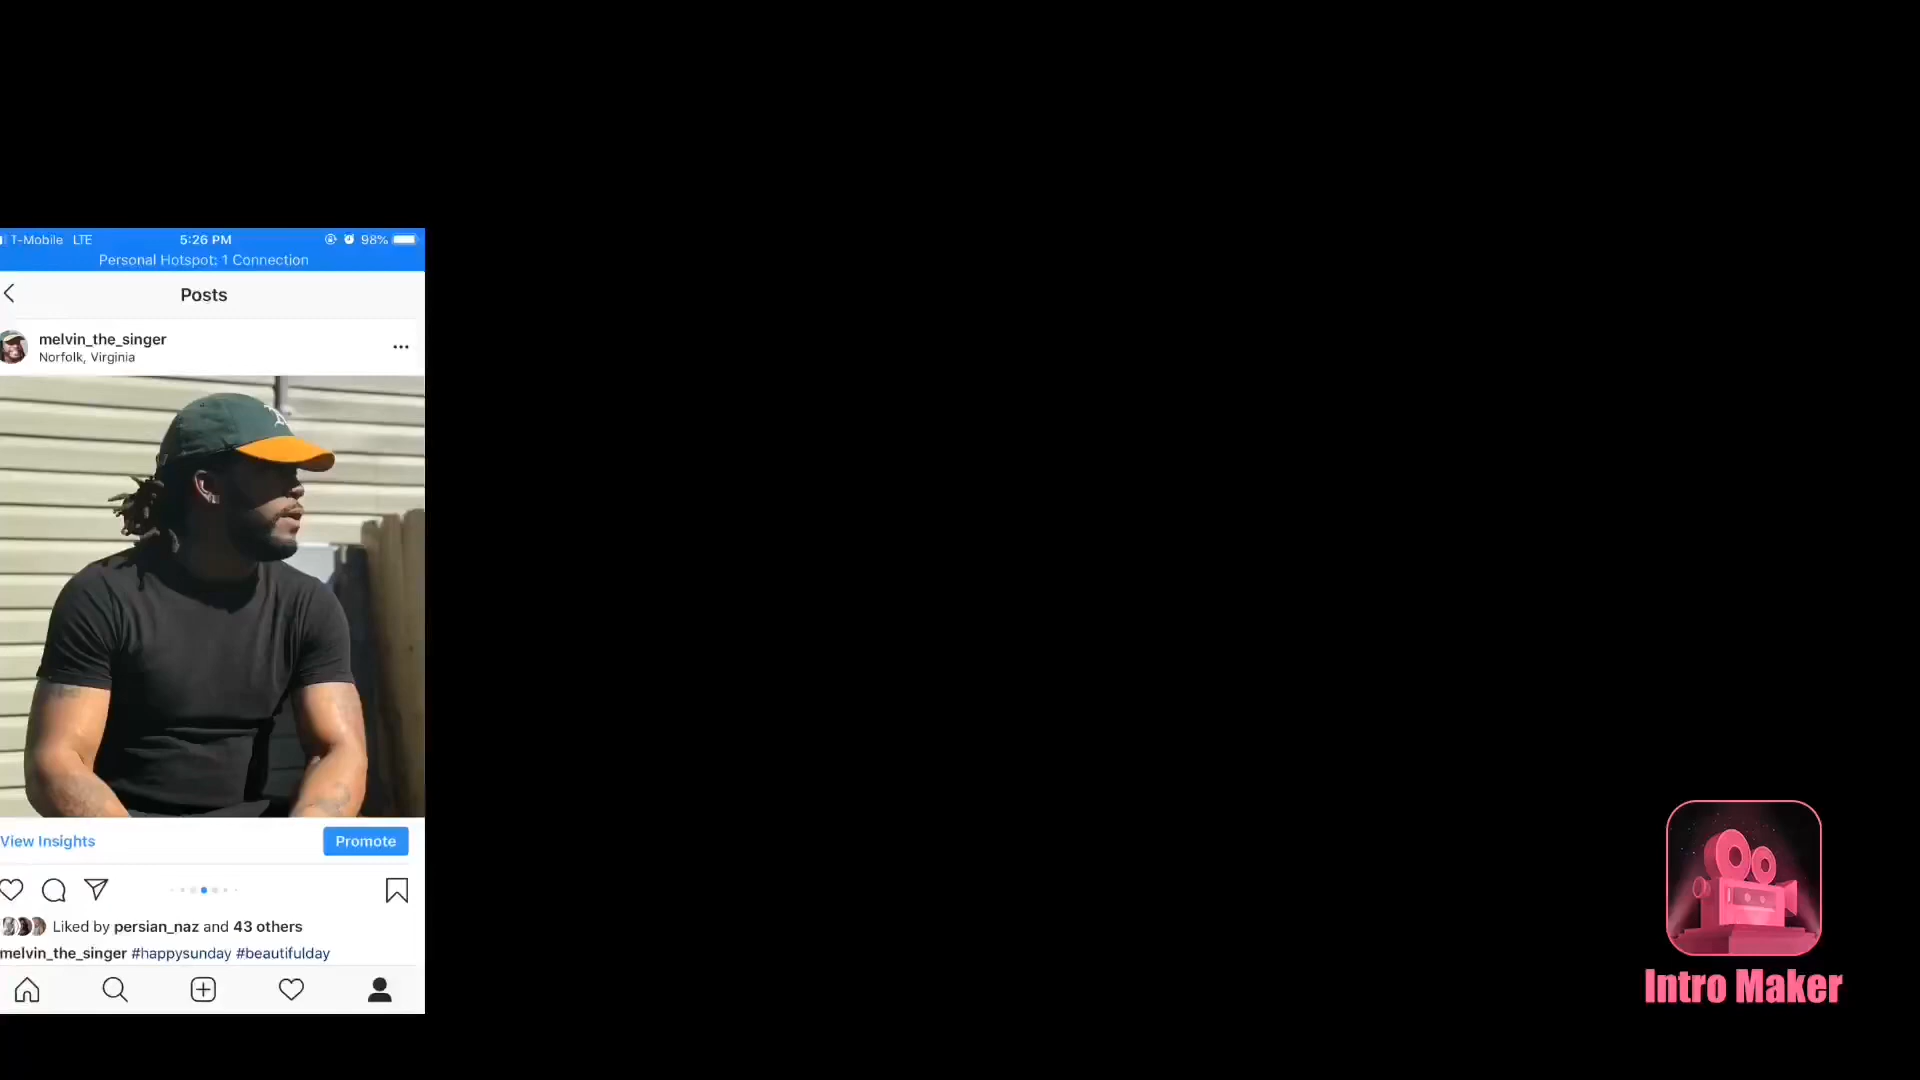 T-Mobile LTE 5:26 PM 98%
Personal Hotspot: 1 Connection
Posts
melvin_the_singer
Norfolk, Virginia
View Insights
Promote
Liked by persian_naz and 43 others
melvin_the_singer #happysunday #beautifulday
Intro Maker